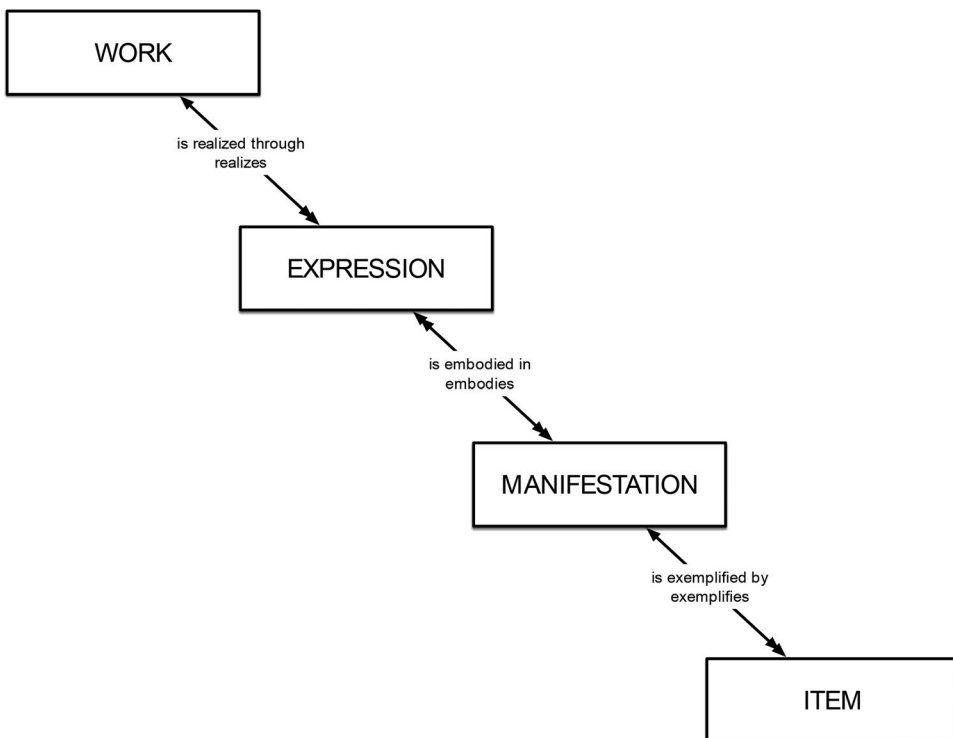 WORK
is realized through
realizes
EXPRESSION
is embodied in
embodies
MANIFESTATION
is exemplified by
exemplifies
ITEM